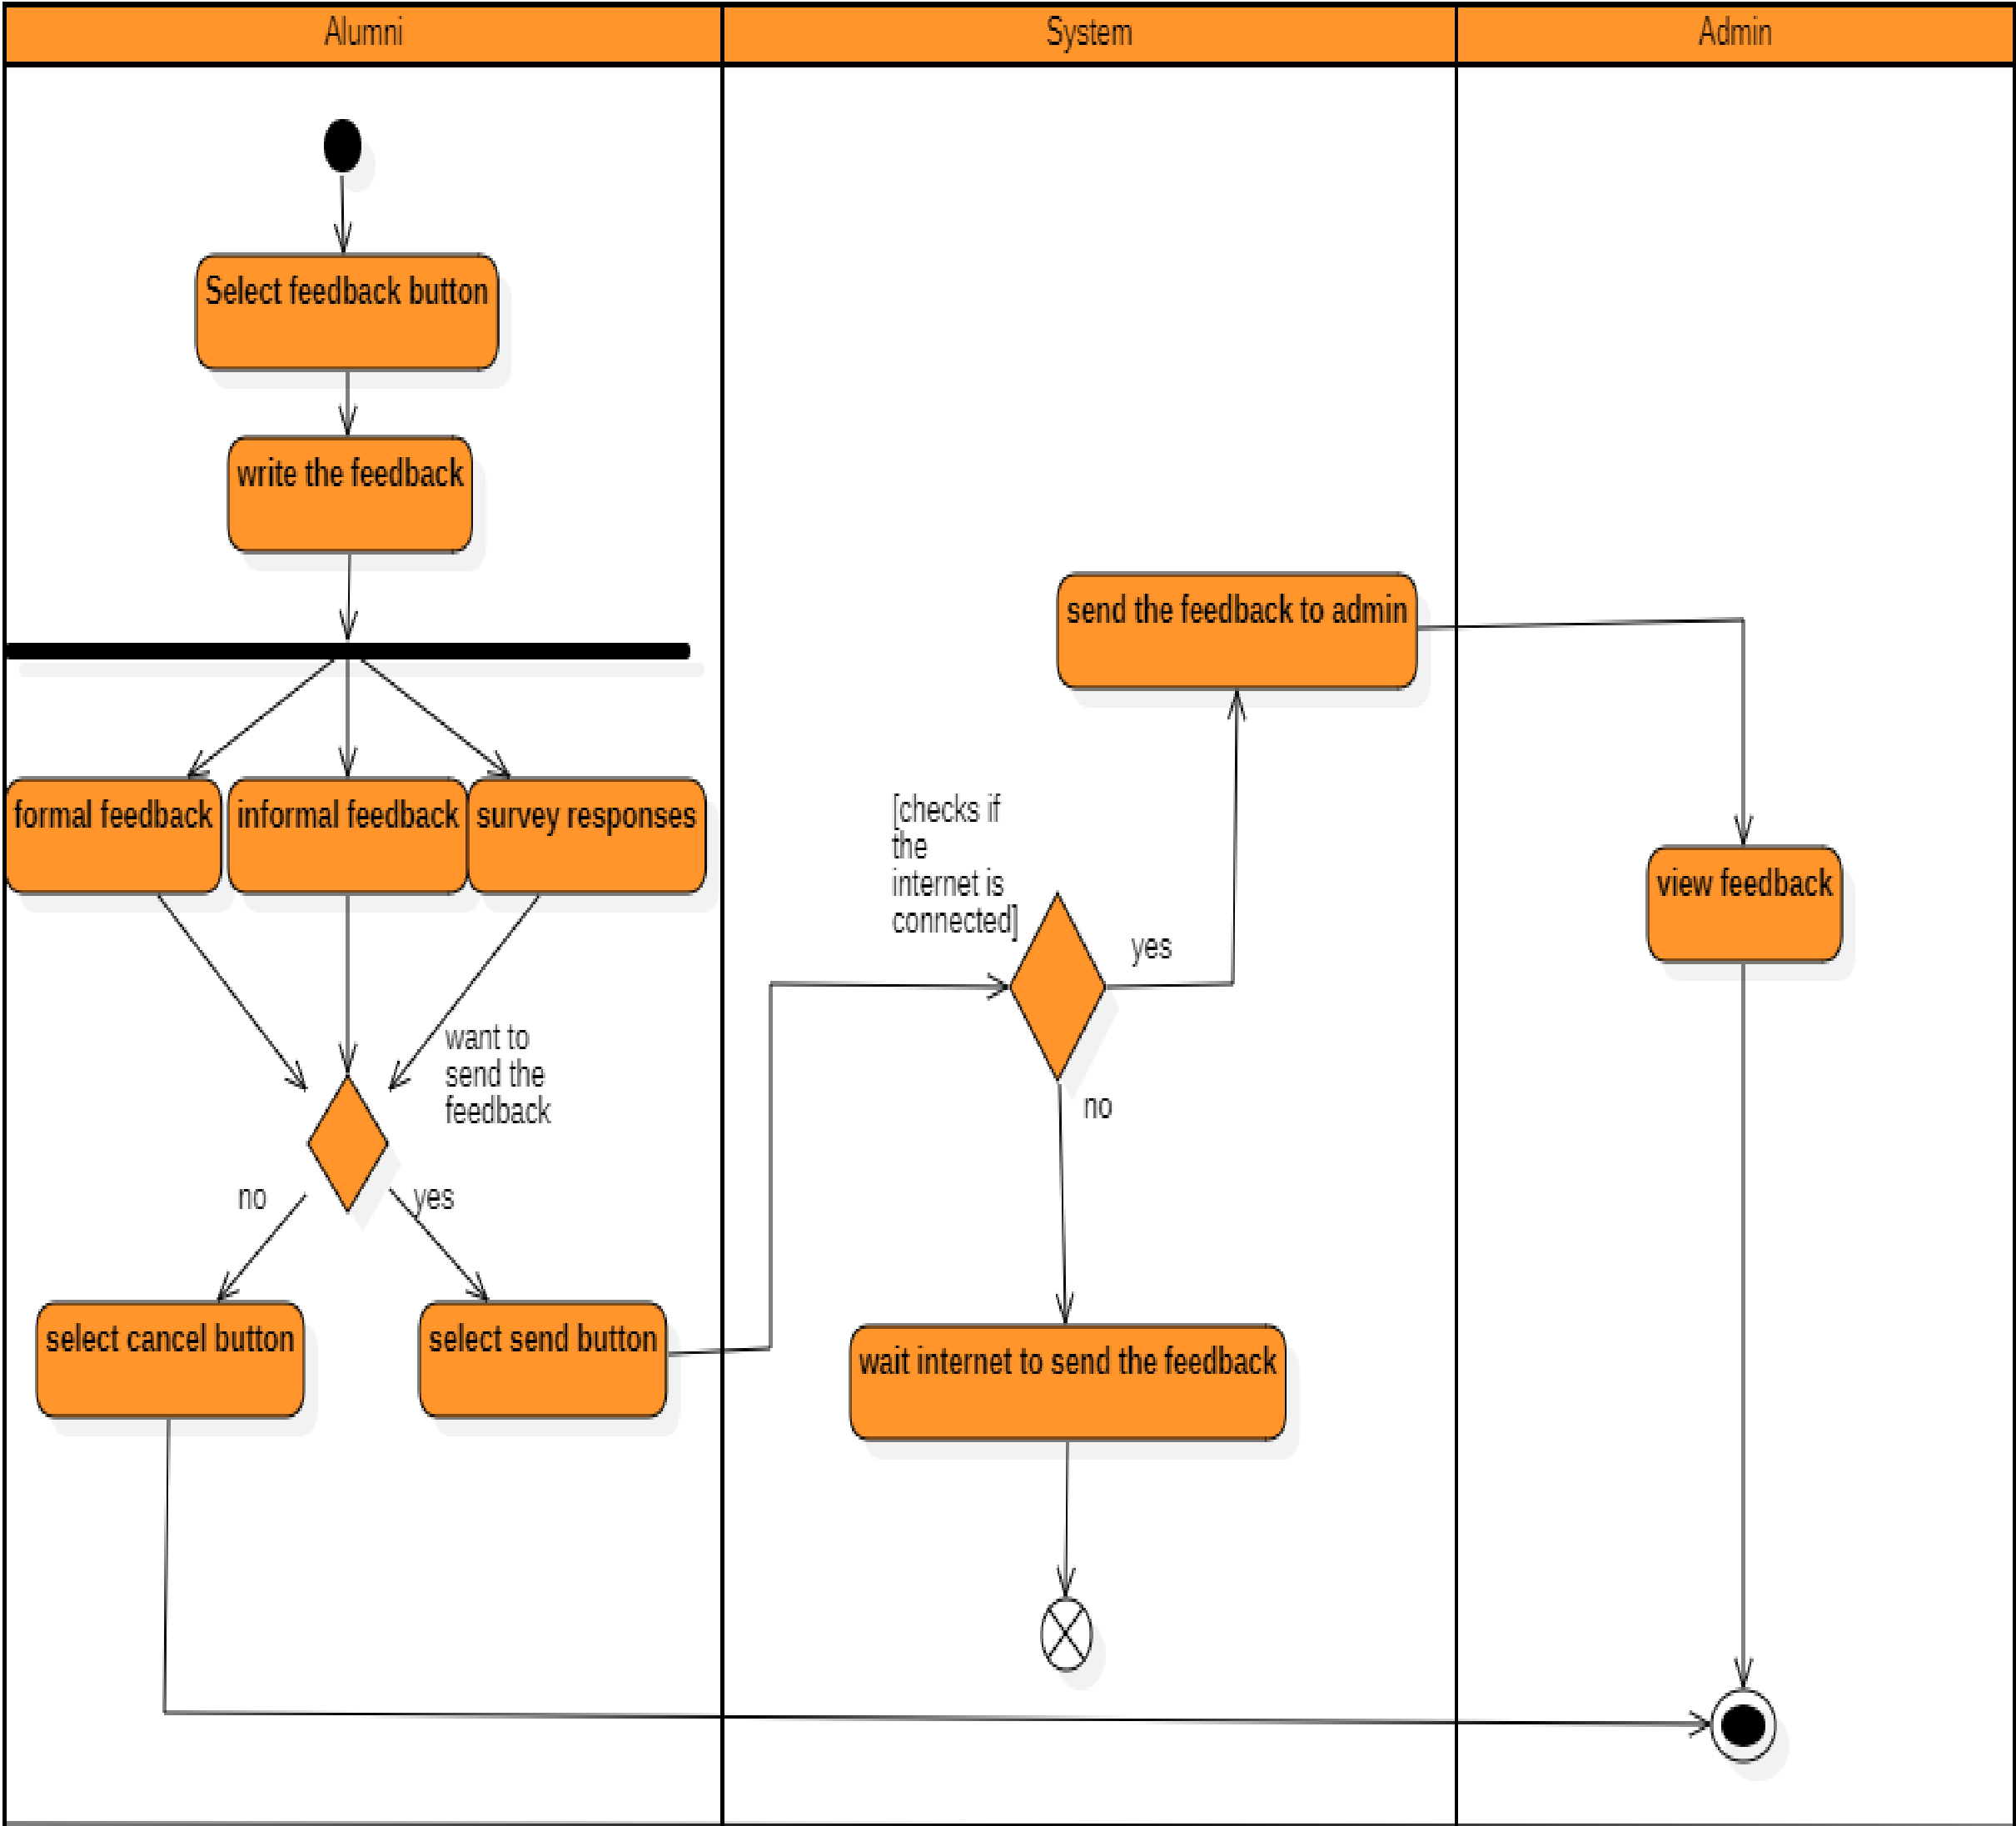 Alumni
System
Admin
Select feedback button
write the feedback
send the feedback to admin
formal feedback
informal feedback
survey responses
[checks if
the
internet is
connected]
yes
view feedback
want to
send the
feedback
no
no
yes
select cancel button
select send button
wait internet to send the feedback